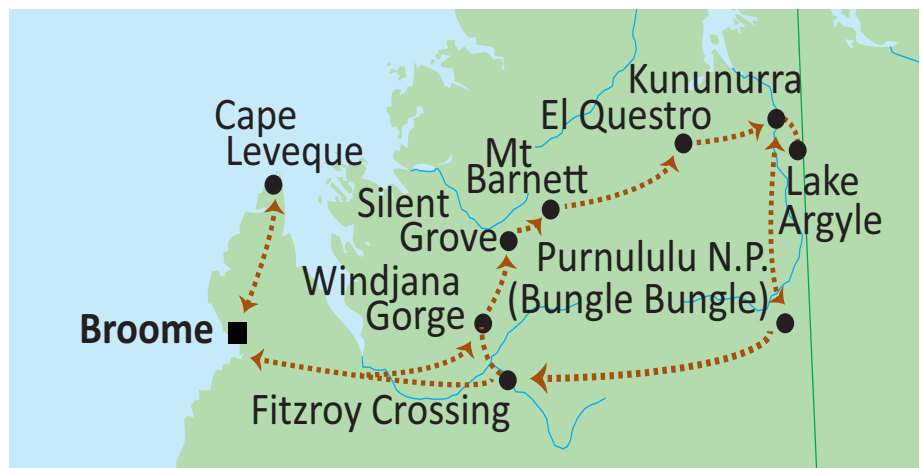 Kununurra
El Questro
Cape
Leveque
Mt
Barnett
Lake
Argyle
Silent
Grove
Purnululu N.P.
(Bungle Bungle)
Windjana
Gorge
Broome
Fitzroy Crossing